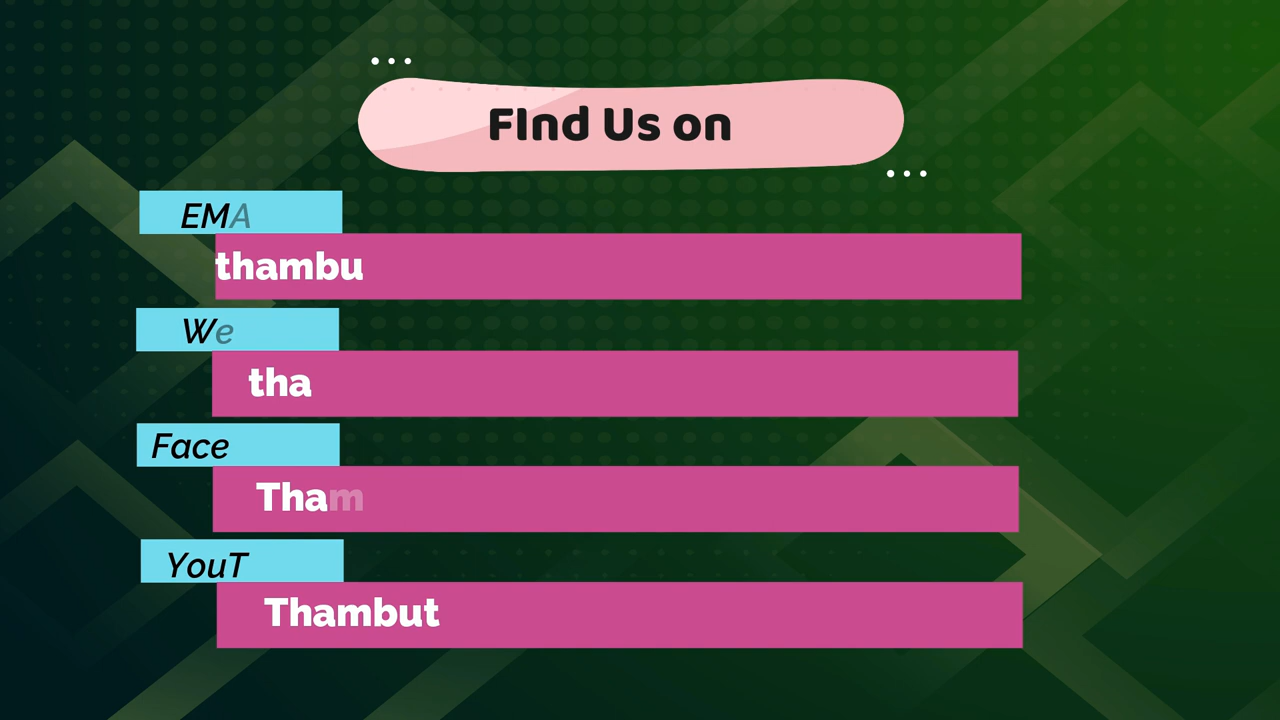 FInd Us on
EMA
thambu
We
tha
Face
Tham
YouT
Thambut